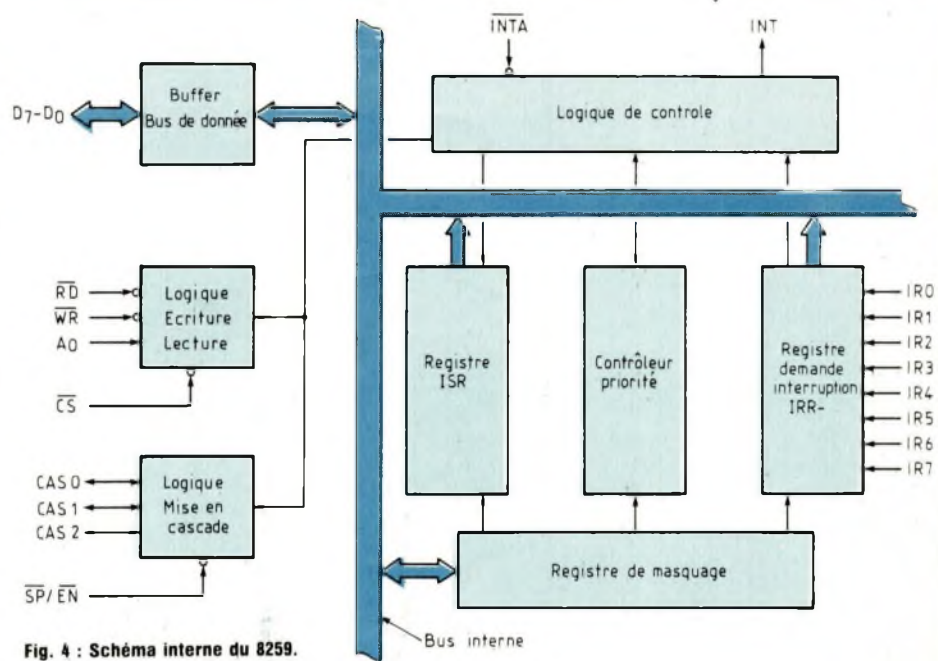 INTA
INT
D7-D0
Buffer
Bus de donnée
Logique de controle
RD
WR
A0
Logique
Ecriture
Lecture
CS
Registre
ISR
Contrôleur
priorité
Registre
demande
interruption
IRR-
IR0
IR1
IR2
IR3
IR4
IR5
IR6
IR7
CAS 0
CAS 1
CAS 2
Logique
Mise en
cascade
SP/EN
Registre de masquage
Bus interne
Fig. 4 : Schéma interne du 8259.